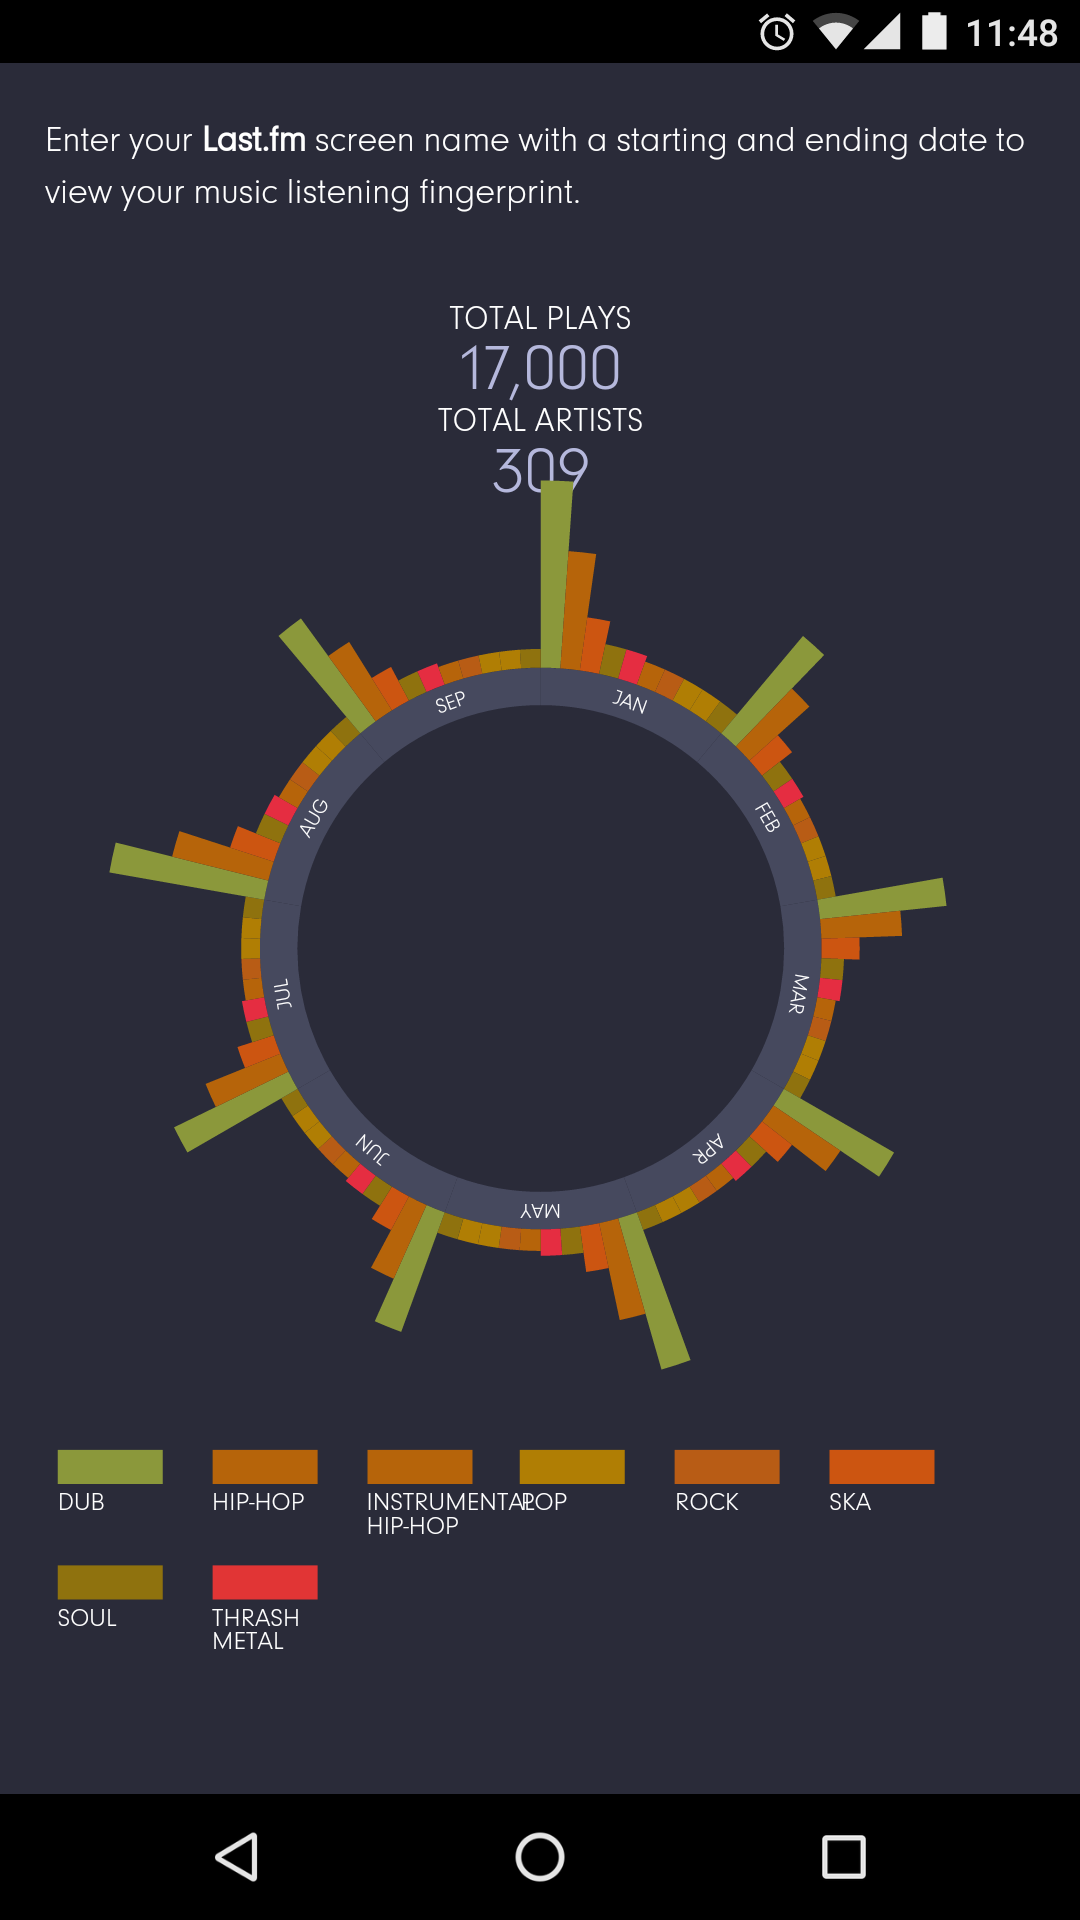 11:48
Enter your Last.fm screen name with a starting and ending date to
view your music listening fingerprint.
TOTAL PLAYS
17,000
TOTAL ARTISTS
309
JAN
FEB
MAR
APR
MAY
JUN
JUL
AUG
SEP
DUB
HIP-HOP
INSTRUMENTAL
HIP-HOP
POP
ROCK
SKA
SOUL
THRASH
METAL